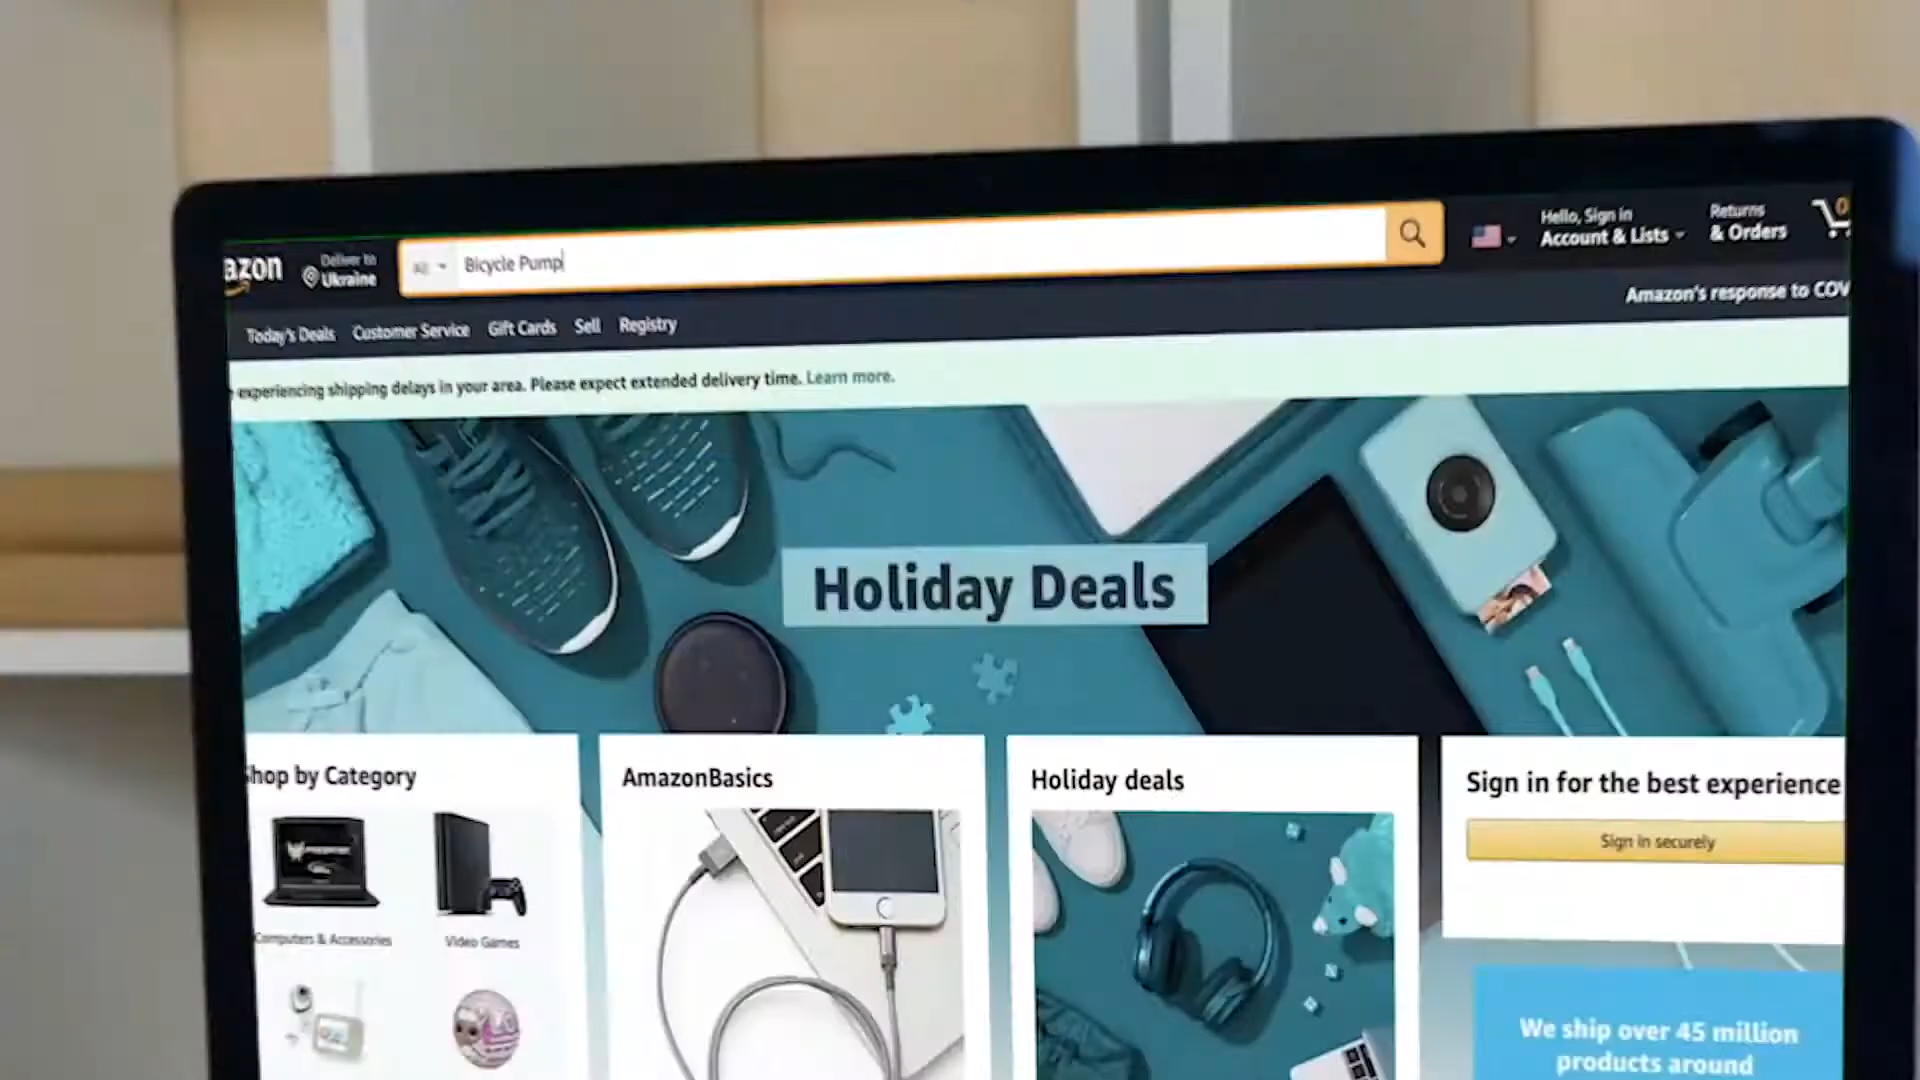 azon
Deliver to
Ukraine
All
Bicycle Pump
Hello, Sign in
Account & Lists
Returns
& Orders
0
Today's Deals Customer Service Gift Cards Sell Registry
Amazon's response to COV
experiencing shipping delays in your area. Please expect extended delivery time. Learn more.
Holiday Deals
Shop by Category
AmazonBasics
Holiday deals
Sign in for the best experience
Sign in securely
Computers & Accessories
Video Games
We ship over 45 million
products around